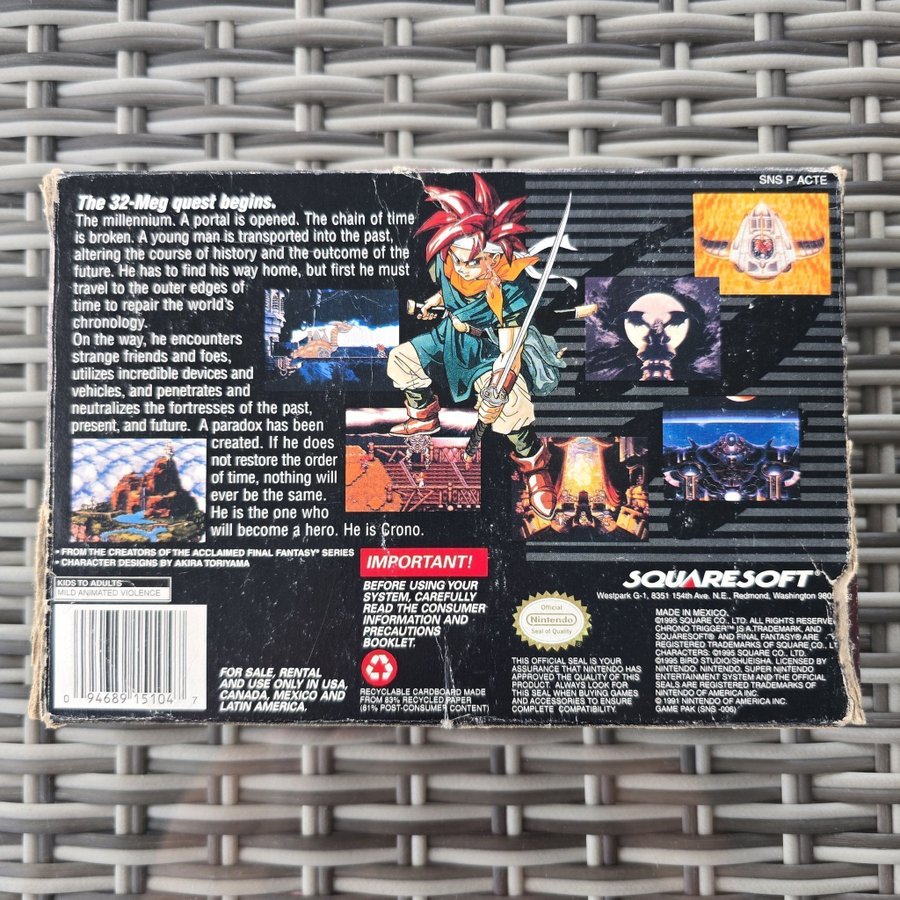 SNS P ACTE
The 32-Meg quest begins.
The millennium. A portal is opened. The chain of time
is broken. A young man is transported into the past,
altering the course of history and the outcome of the
future. He has to find his way home, but first he must
travel to the outer edges of
time to repair the world's
chronology.
On the way, he encounters
strange friends and foes,
utilizes incredible devices and
vehicles, and penetrates and
neutralizes the fortresses of the past,
present, and future. A paradox has been
created. If he does
not restore the order
of time, nothing will
ever be the same.
He is the one who
will become a hero. He is Crono.
• FROM THE CREATORS OF THE ACCLAIMED FINAL FANTASY® SERIES
• CHARACTER DESIGNS BY AKIRA TORIYAMA
KIDS TO ADULTS
MILD ANIMATED VIOLENCE
0 94689 15104 7
FOR SALE, RENTAL
AND USE ONLY IN USA,
CANADA, MEXICO AND
LATIN AMERICA.
IMPORTANT!
BEFORE USING YOUR
SYSTEM, CAREFULLY
READ THE CONSUMER
INFORMATION AND
PRECAUTIONS
BOOKLET.
RECYCLABLE CARDBOARD MADE
FROM 83% RECYCLED PAPER
(81% POST-CONSUMER CONTENT)
Official
Nintendo
Seal of Quality
THIS OFFICIAL SEAL IS YOUR
ASSURANCE THAT NINTENDO HAS
APPROVED THE QUALITY OF THIS
PRODUCT. ALWAYS LOOK FOR
THIS SEAL WHEN BUYING GAMES
AND ACCESSORIES TO ENSURE
COMPLETE COMPATIBILITY.
SQUARESOFT®
Westpark G-1, 8351 154th Ave. N.E., Redmond, Washington
MADE IN MEXICO.
©1995 SQUARE CO., LTD. ALL RIGHTS RESERVE
CHRONO TRIGGER™ IS A TRADEMARK, AND
SQUARESOFT® AND FINAL FANTASY® ARE
REGISTERED TRADEMARKS OF SQUARE CO., LT
CHARACTERS: ©1995 SQUARE CO., LTD.
©1995 BIRD STUDIO/SHUEISHA. LICENSED BY
NINTENDO. NINTENDO, SUPER NINTENDO
ENTERTAINMENT SYSTEM AND THE OFFICIAL
SEALS ARE REGISTERED TRADEMARKS OF
NINTENDO OF AMERICA INC.
© 1991 NINTENDO OF AMERICA INC.
GAME PAK (SNS -006)